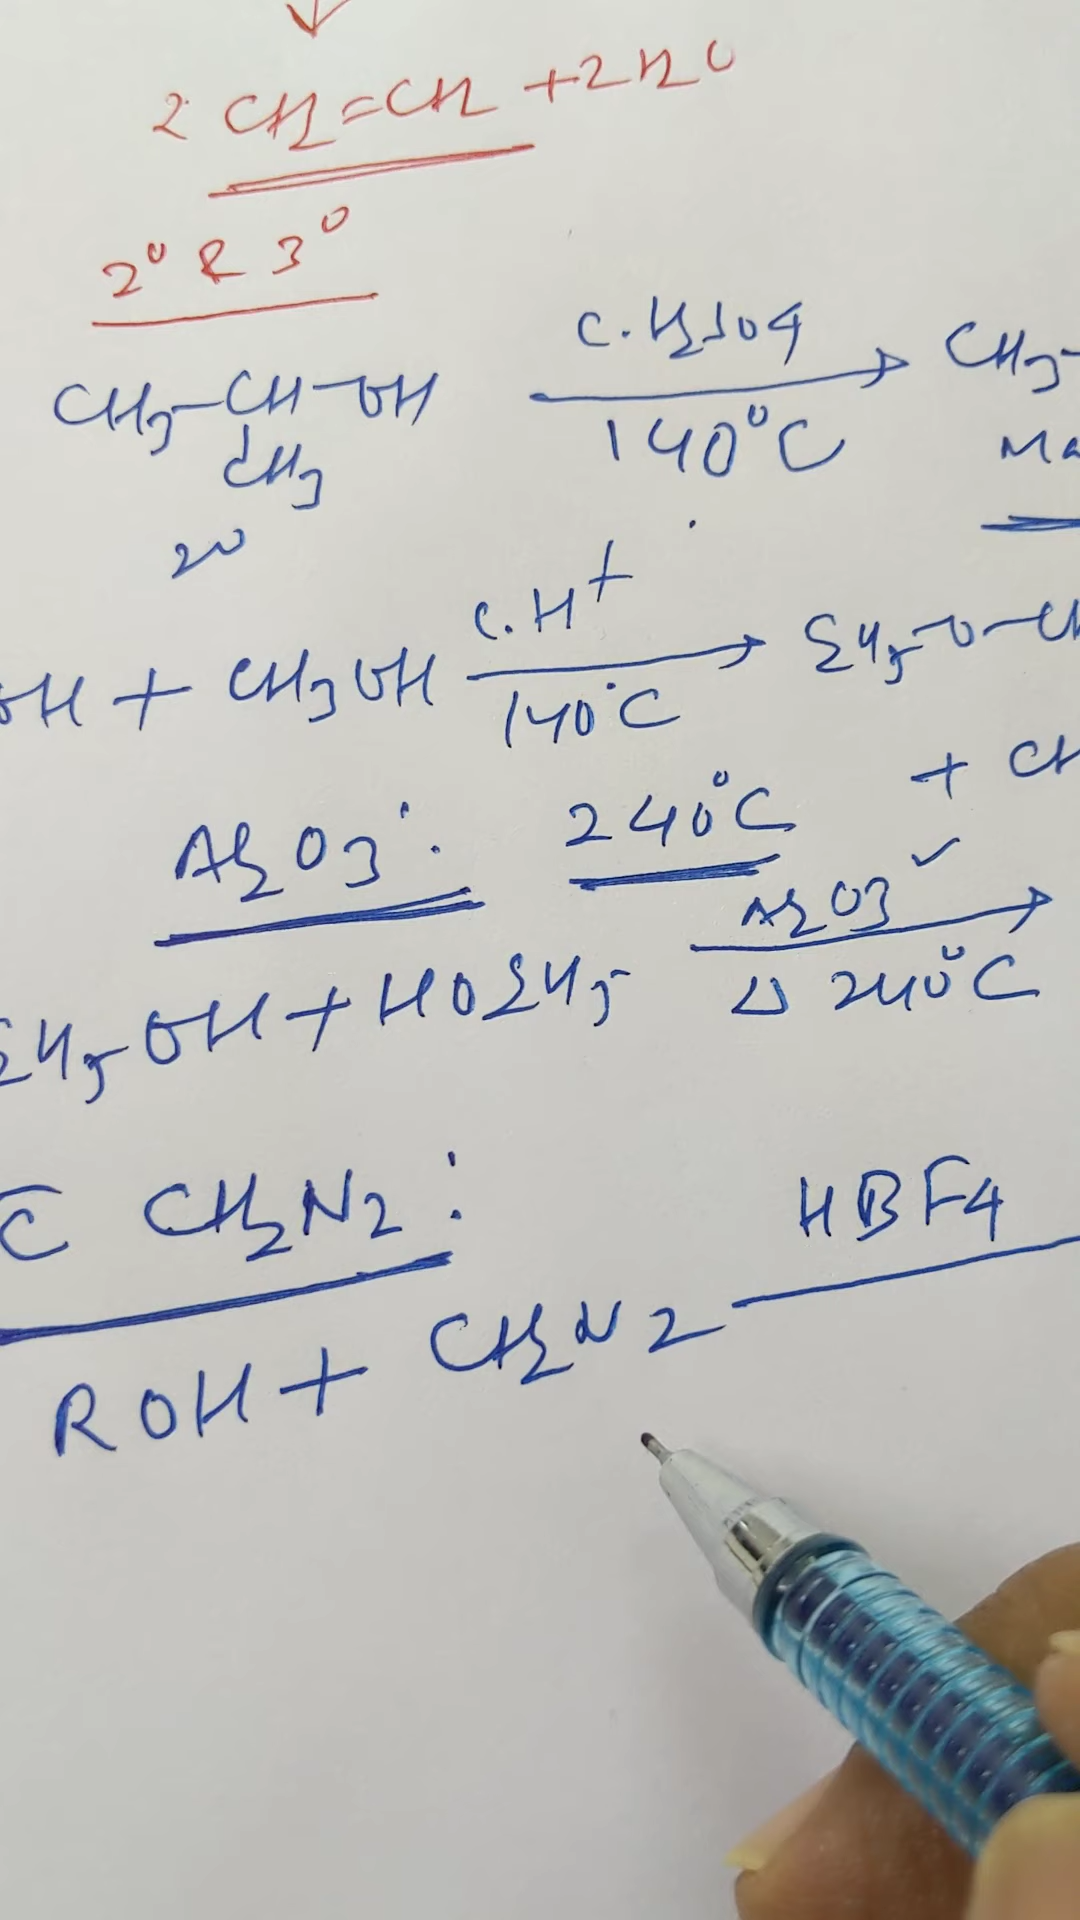 2 CH2=CH2 + 2H2O
2° & 3°
CH3-CH-OH C.H2SO4 CH3-
CH3 140°C Ma
2°
OH + CH3OH C.H+ C2H5-O-CH
140°C
+ CH
Al2O3: 240°C
C2H5OH + HOC2H5 Al2O3 ✓
Δ 240°C
C̄ CH2N2:
HBF4
ROH + CH2N2